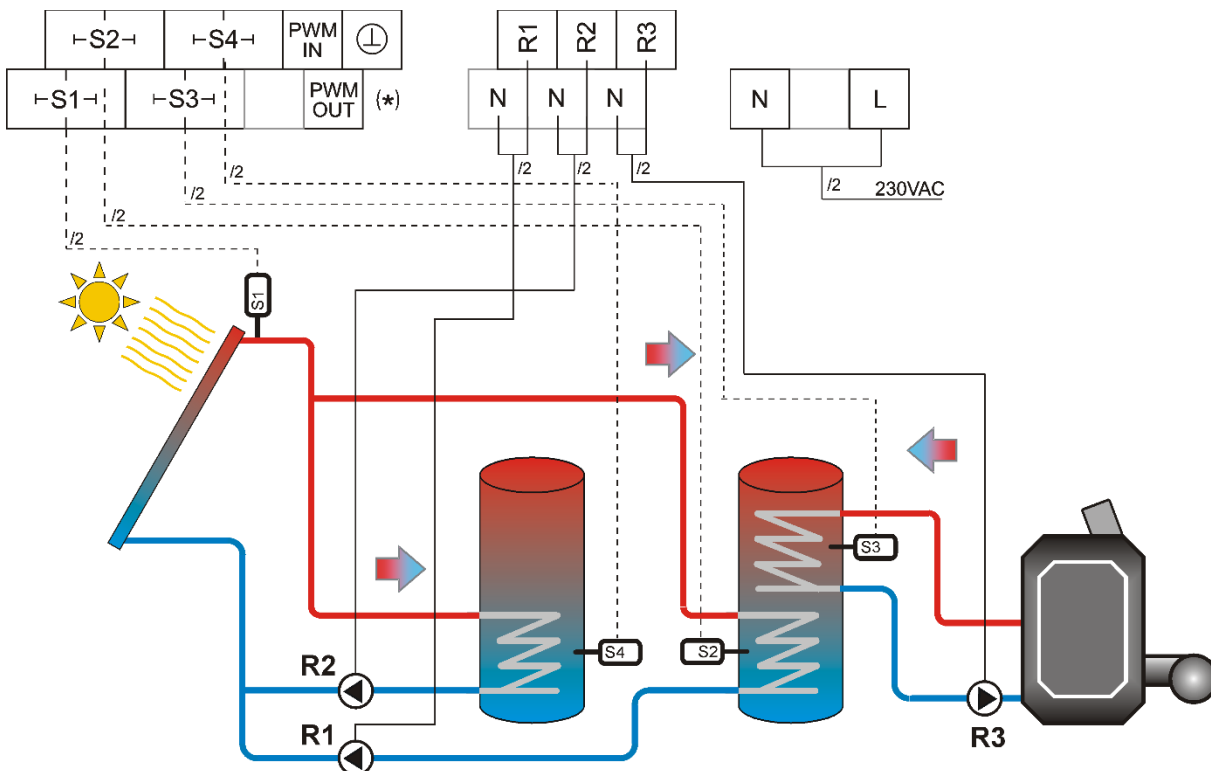 ⊢S2⊣ ⊢S4⊣ PWM IN
⊢S1⊣ ⊢S3⊣ PWM OUT (*)
R1 R2 R3
N N N
N L
/2 /2 /2
/2 230VAC
/2 /2 /2 /2
S1
S4
S2
S3
R2
R1
R3